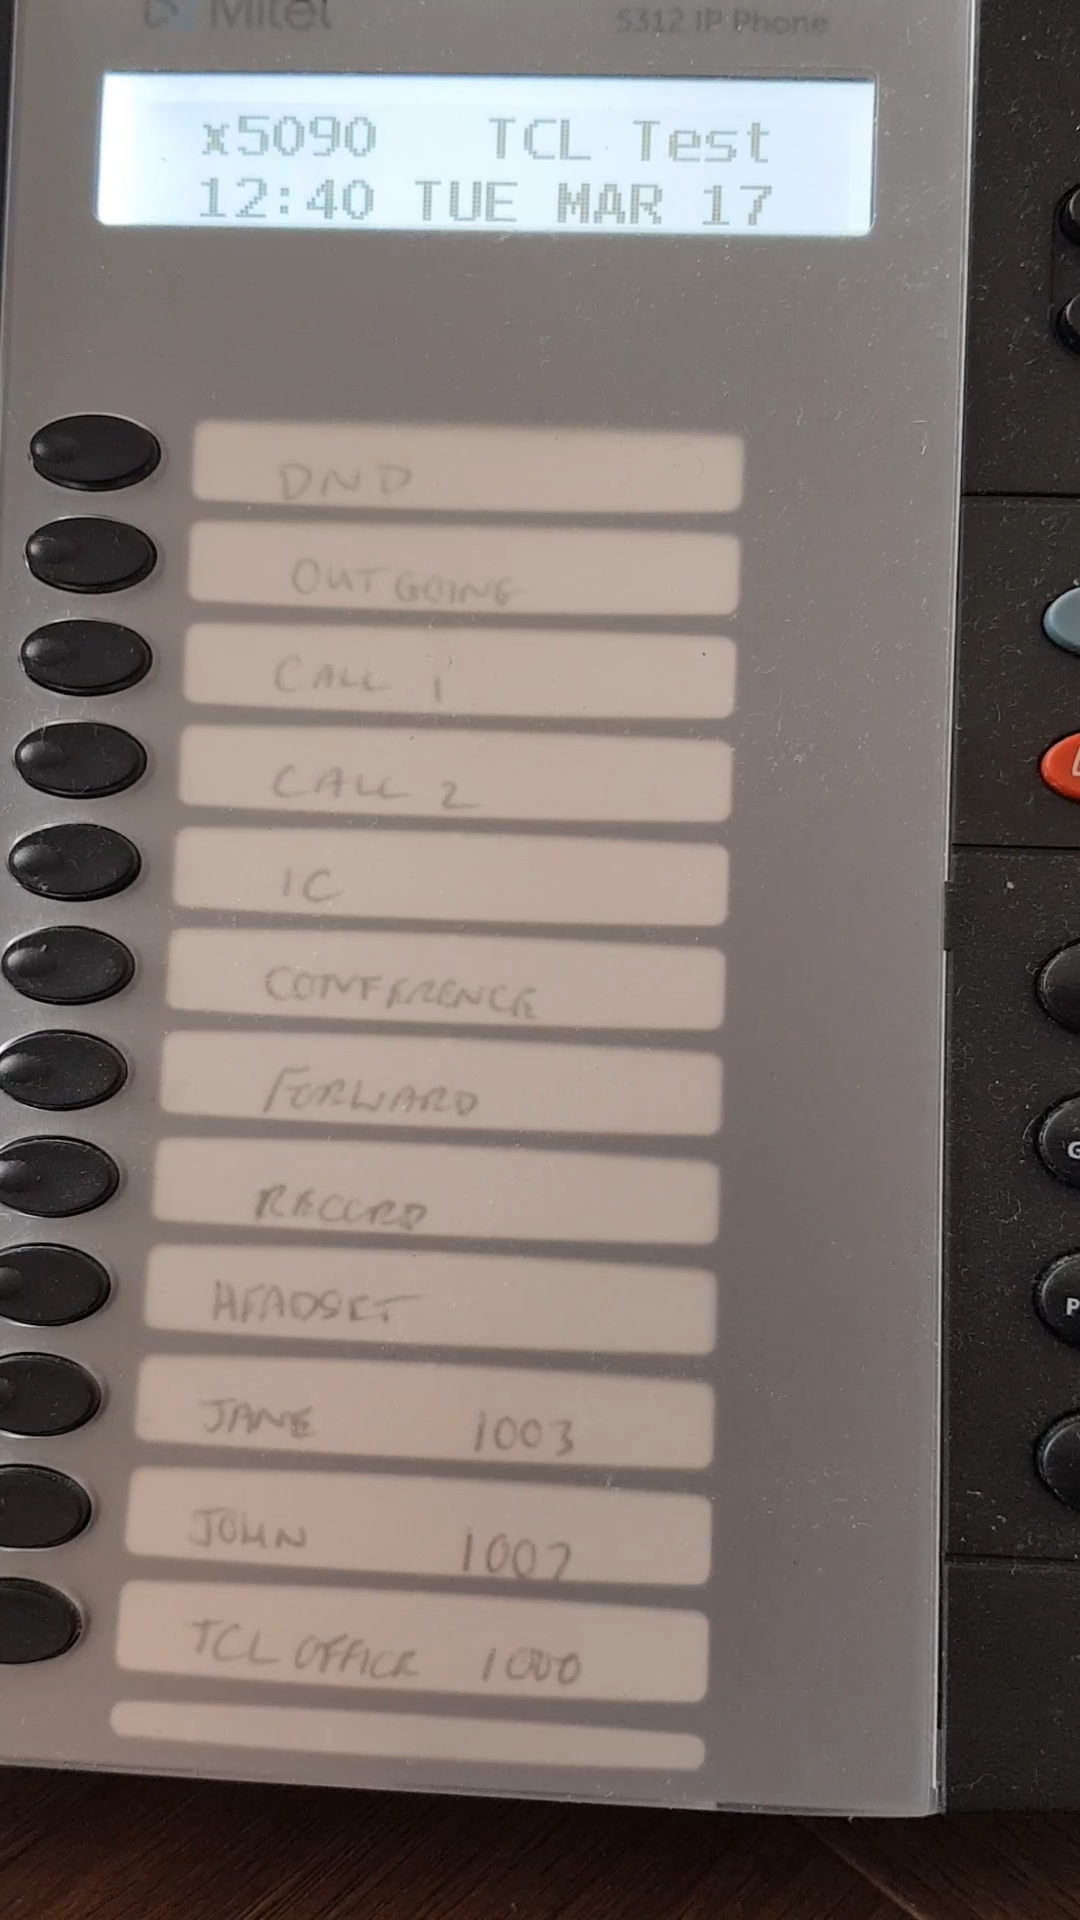 Mitel 5312 IP Phone
x5090 TCL Test
12:40 TUE MAR 17
DND
OUTGOING
CALL 1
CALL 2
IC
CONFERENCE
FORWARD
RECORD
HEADSET
JANE 1003
JOHN 1007
TCL OFFICE 1000